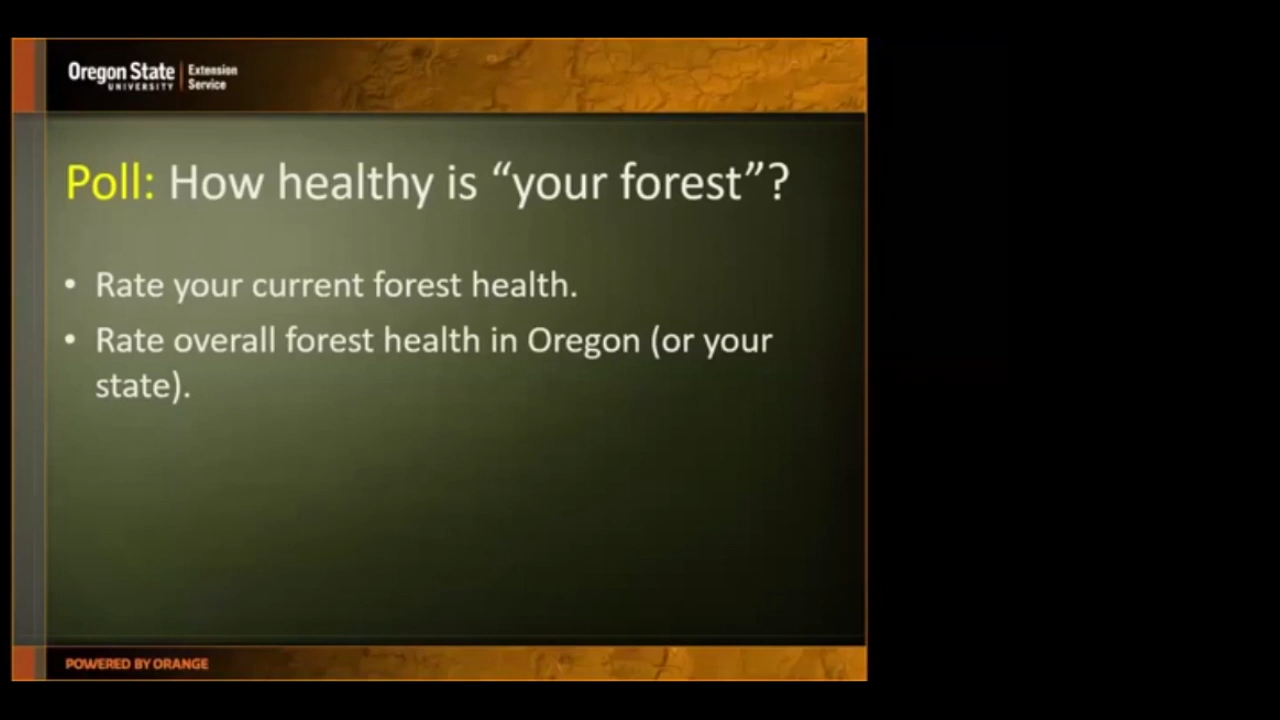 Oregon State
UNIVERSITY
Extension
Service
Poll: How healthy is “your forest”?
• Rate your current forest health.
• Rate overall forest health in Oregon (or your
state).
POWERED BY ORANGE